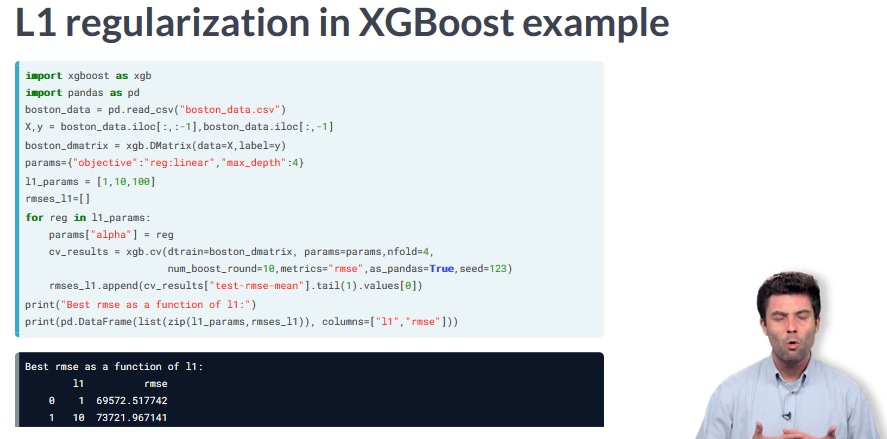 L1 regularization in XGBoost example
import xgboost as xgb
import pandas as pd
boston_data = pd.read_csv("boston_data.csv")
X,y = boston_data.iloc[:,:-1],boston_data.iloc[:,-1]
boston_dmatrix = xgb.DMatrix(data=X,label=y)
params={"objective":"reg:linear","max_depth":4}
l1_params = [1,10,100]
rmses_l1=[]
for reg in l1_params:
    params["alpha"] = reg
    cv_results = xgb.cv(dtrain=boston_dmatrix, params=params,nfold=4,
                        num_boost_round=10,metrics="rmse",as_pandas=True,seed=123)
    rmses_l1.append(cv_results["test-rmse-mean"].tail(1).values[0])
print("Best rmse as a function of l1:")
print(pd.DataFrame(list(zip(l1_params,rmses_l1)), columns=["l1","rmse"]))
Best rmse as a function of l1:
        l1          rmse
    0    1  69572.517742
    1   10  73721.967141